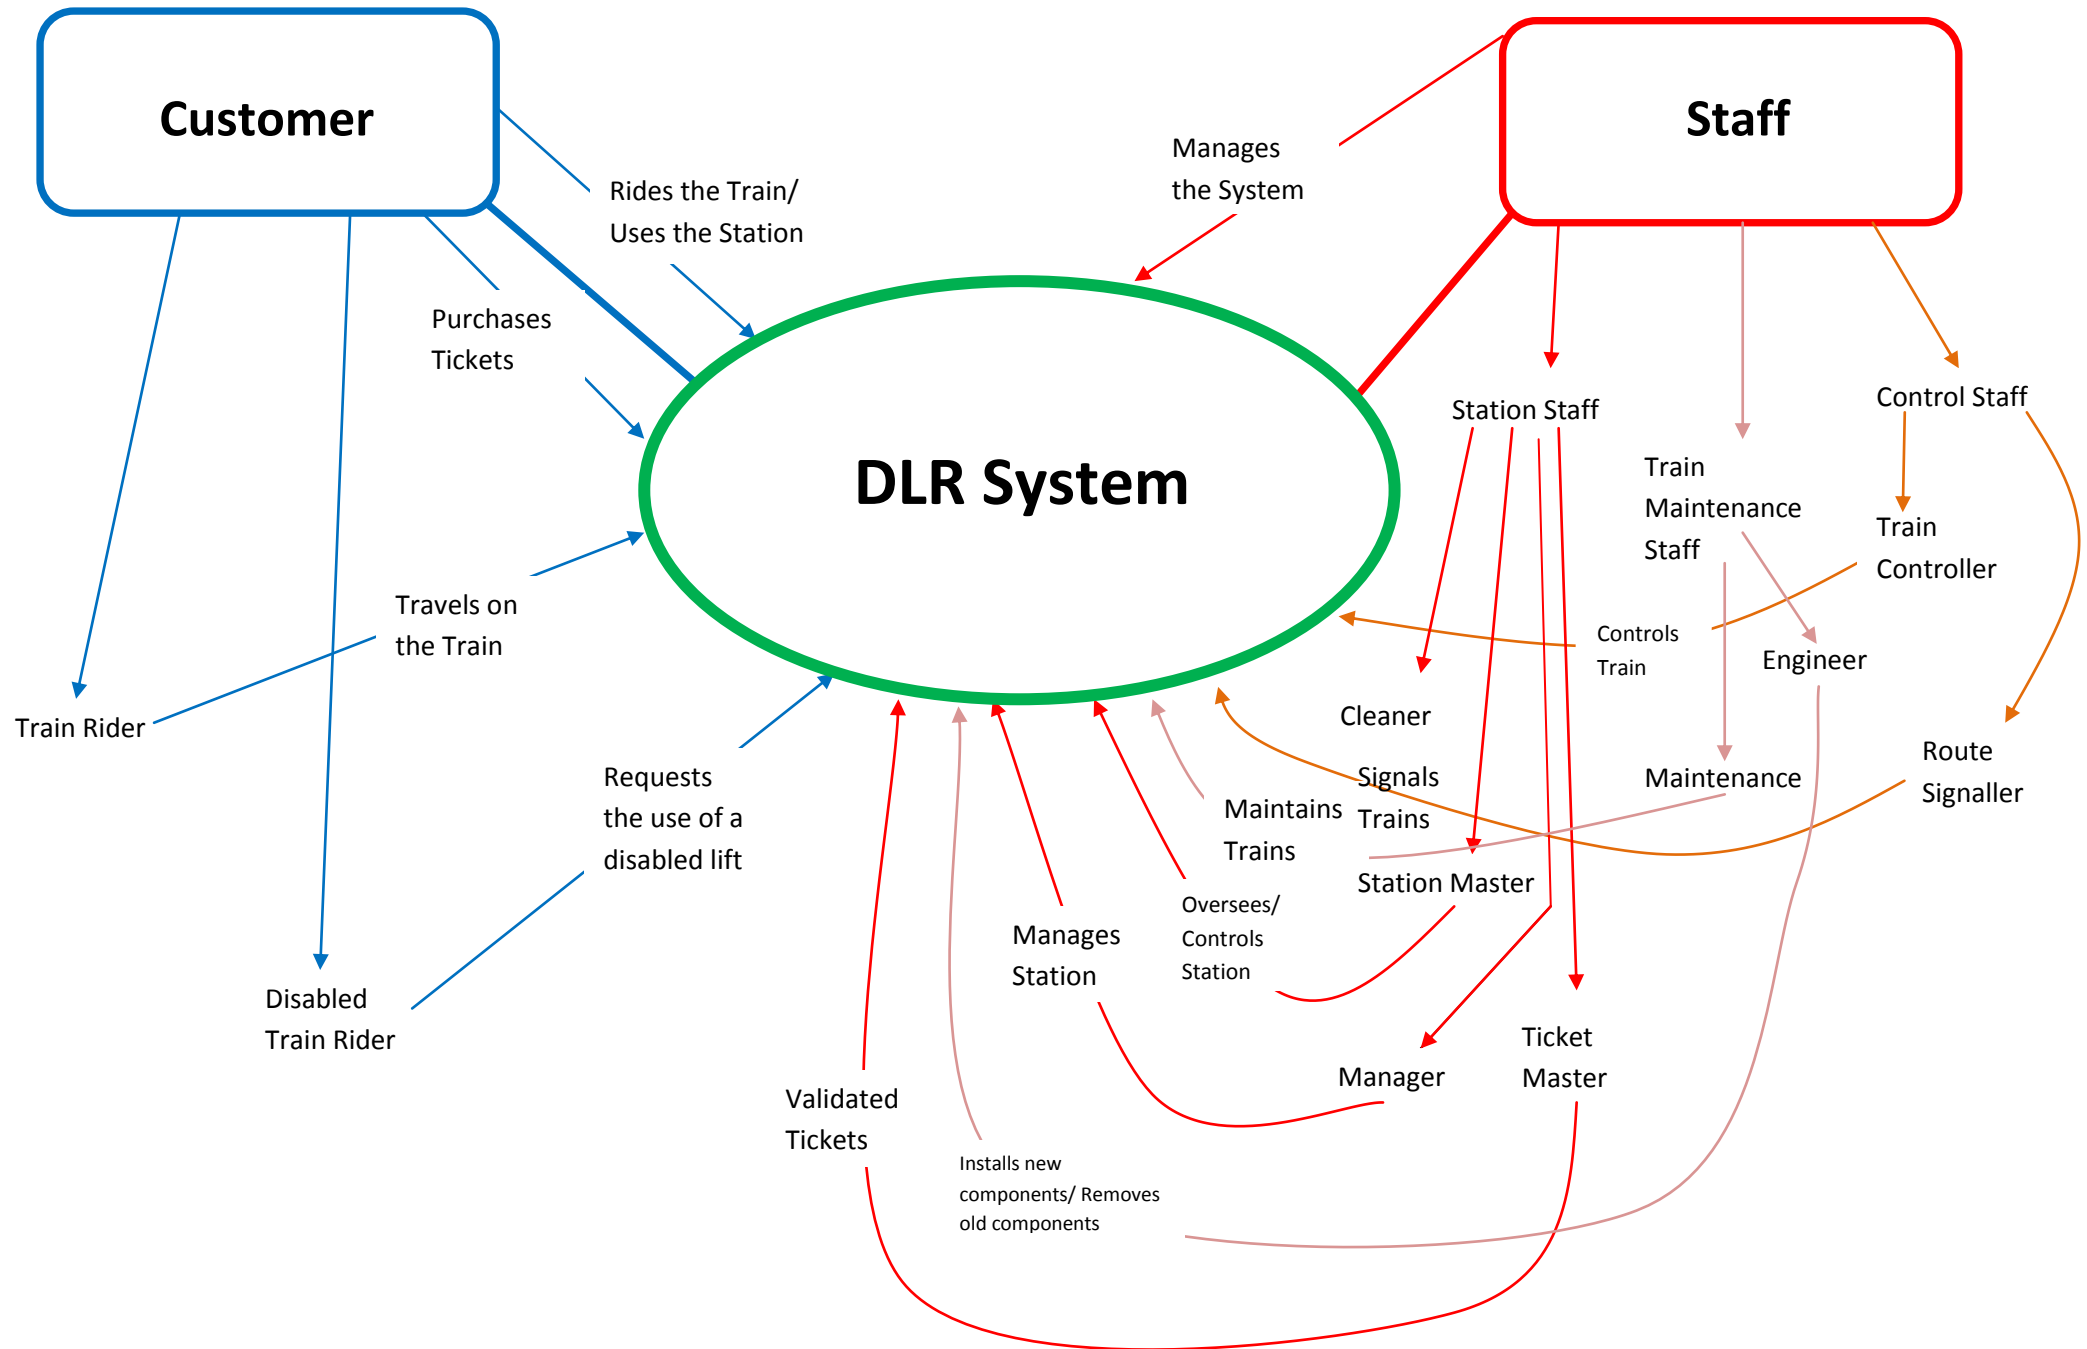 Customer
Staff
Manages
the System
Rides the Train/
Uses the Station
Purchases
Tickets
DLR System
Station Staff
Control Staff
Train
Maintenance
Staff
Train
Controller
Travels on
the Train
Controls
Train
Engineer
Train Rider
Cleaner
Requests
the use of a
disabled lift
Signals
Trains
Maintains
Trains
Maintenance
Route
Signaller
Station Master
Oversees/
Controls
Station
Manages
Station
Disabled
Train Rider
Manager
Ticket
Master
Validated
Tickets
Installs new
components/ Removes
old components